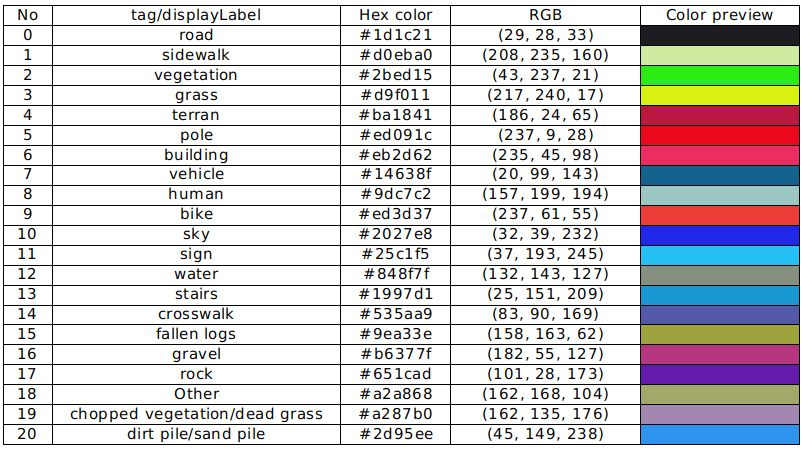 No tag/displayLabel Hex color RGB Color preview
0 road #1d1c21 (29, 28, 33)
1 sidewalk #d0eba0 (208, 235, 160)
2 vegetation #2bed15 (43, 237, 21)
3 grass #d9f011 (217, 240, 17)
4 terran #ba1841 (186, 24, 65)
5 pole #ed091c (237, 9, 28)
6 building #eb2d62 (235, 45, 98)
7 vehicle #14638f (20, 99, 143)
8 human #9dc7c2 (157, 199, 194)
9 bike #ed3d37 (237, 61, 55)
10 sky #2027e8 (32, 39, 232)
11 sign #25c1f5 (37, 193, 245)
12 water #848f7f (132, 143, 127)
13 stairs #1997d1 (25, 151, 209)
14 crosswalk #535aa9 (83, 90, 169)
15 fallen logs #9ea33e (158, 163, 62)
16 gravel #b6377f (182, 55, 127)
17 rock #651cad (101, 28, 173)
18 Other #a2a868 (162, 168, 104)
19 chopped vegetation/dead grass #a287b0 (162, 135, 176)
20 dirt pile/sand pile #2d95ee (45, 149, 238)